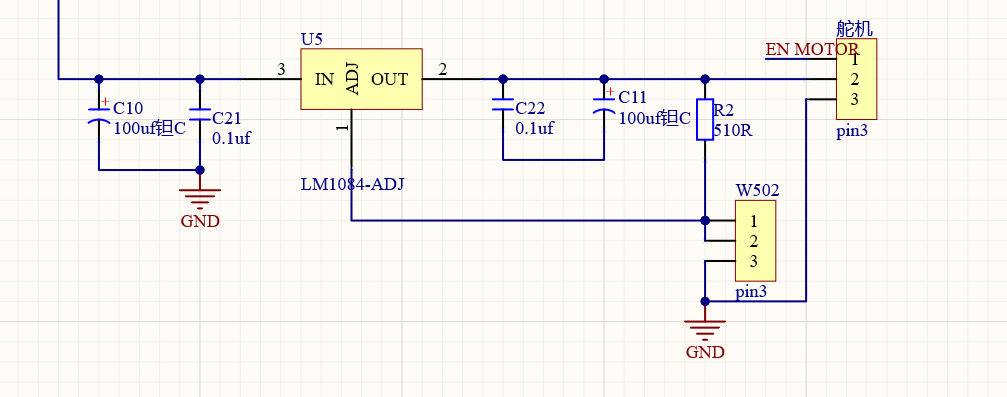 舵机
U5
EN MOTOR
1
3
IN
ADJ
OUT
2
2
3
C10
100uf钽C
C21
0.1uf
C22
0.1uf
C11
100uf钽C
R2
510R
pin3
1
LM1084-ADJ
GND
W502
1
2
3
pin3
GND